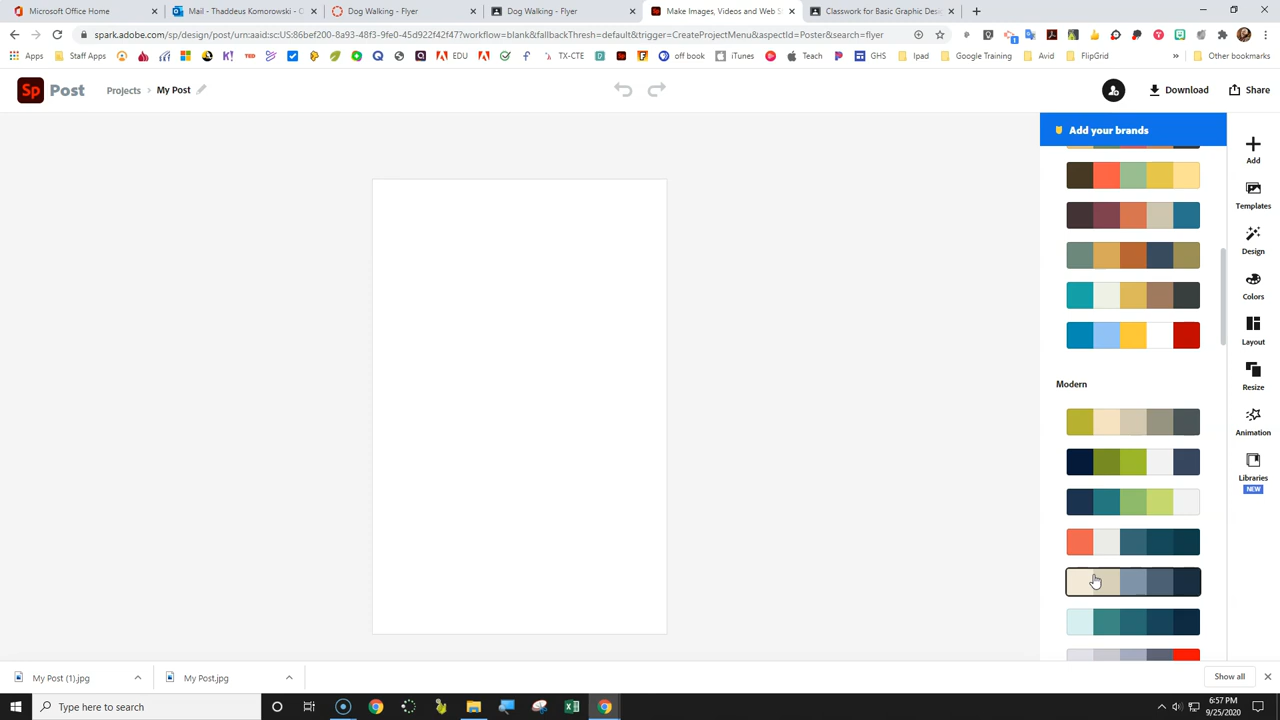 Microsoft Office Home
Mail - Thaddeus Komorowski - O
Dog Walking - Flyer
Dog Walking - Flyer
Make Images, Videos and Web S
Classwork for Basic Graphic Des
spark.adobe.com/sp/design/post/urn:aaid:sc:US:86bef200-8a93-48f3-9fe0-45d922f42f47?workflow=blank&fallbackThresh=default&trigger=CreateProjectMenu&aspectId=Poster&search=flyer
Apps
Staff Apps
TX-CTE
off book
iTunes
Teach
GHS
Ipad
Google Training
Avid
FlipGrid
Other bookmarks
Sp Post
Projects > My Post
Download
Share
Add your brands
Add
Templates
Design
Colors
Layout
Resize
Animation
Libraries
NEW
Modern
My Post (1).jpg
My Post.jpg
Show all
Type here to search
6:57 PM
9/25/2020